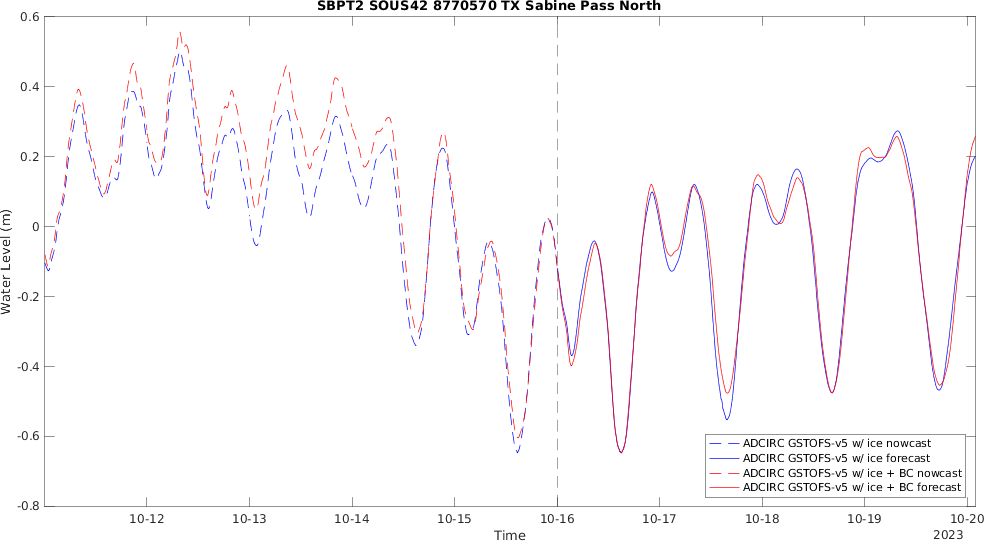 SBPT2 SOUS42 8770570 TX Sabine Pass North
0.6
0.4
0.2
0
-0.2
-0.4
-0.6
-0.8
Water Level (m)
ADCIRC GSTOFS-v5 w/ ice nowcast
ADCIRC GSTOFS-v5 w/ ice forecast
ADCIRC GSTOFS-v5 w/ ice + BC nowcast
ADCIRC GSTOFS-v5 w/ ice + BC forecast
10-12 10-13 10-14 10-15 10-16 10-17 10-18 10-19 10-20
Time
2023